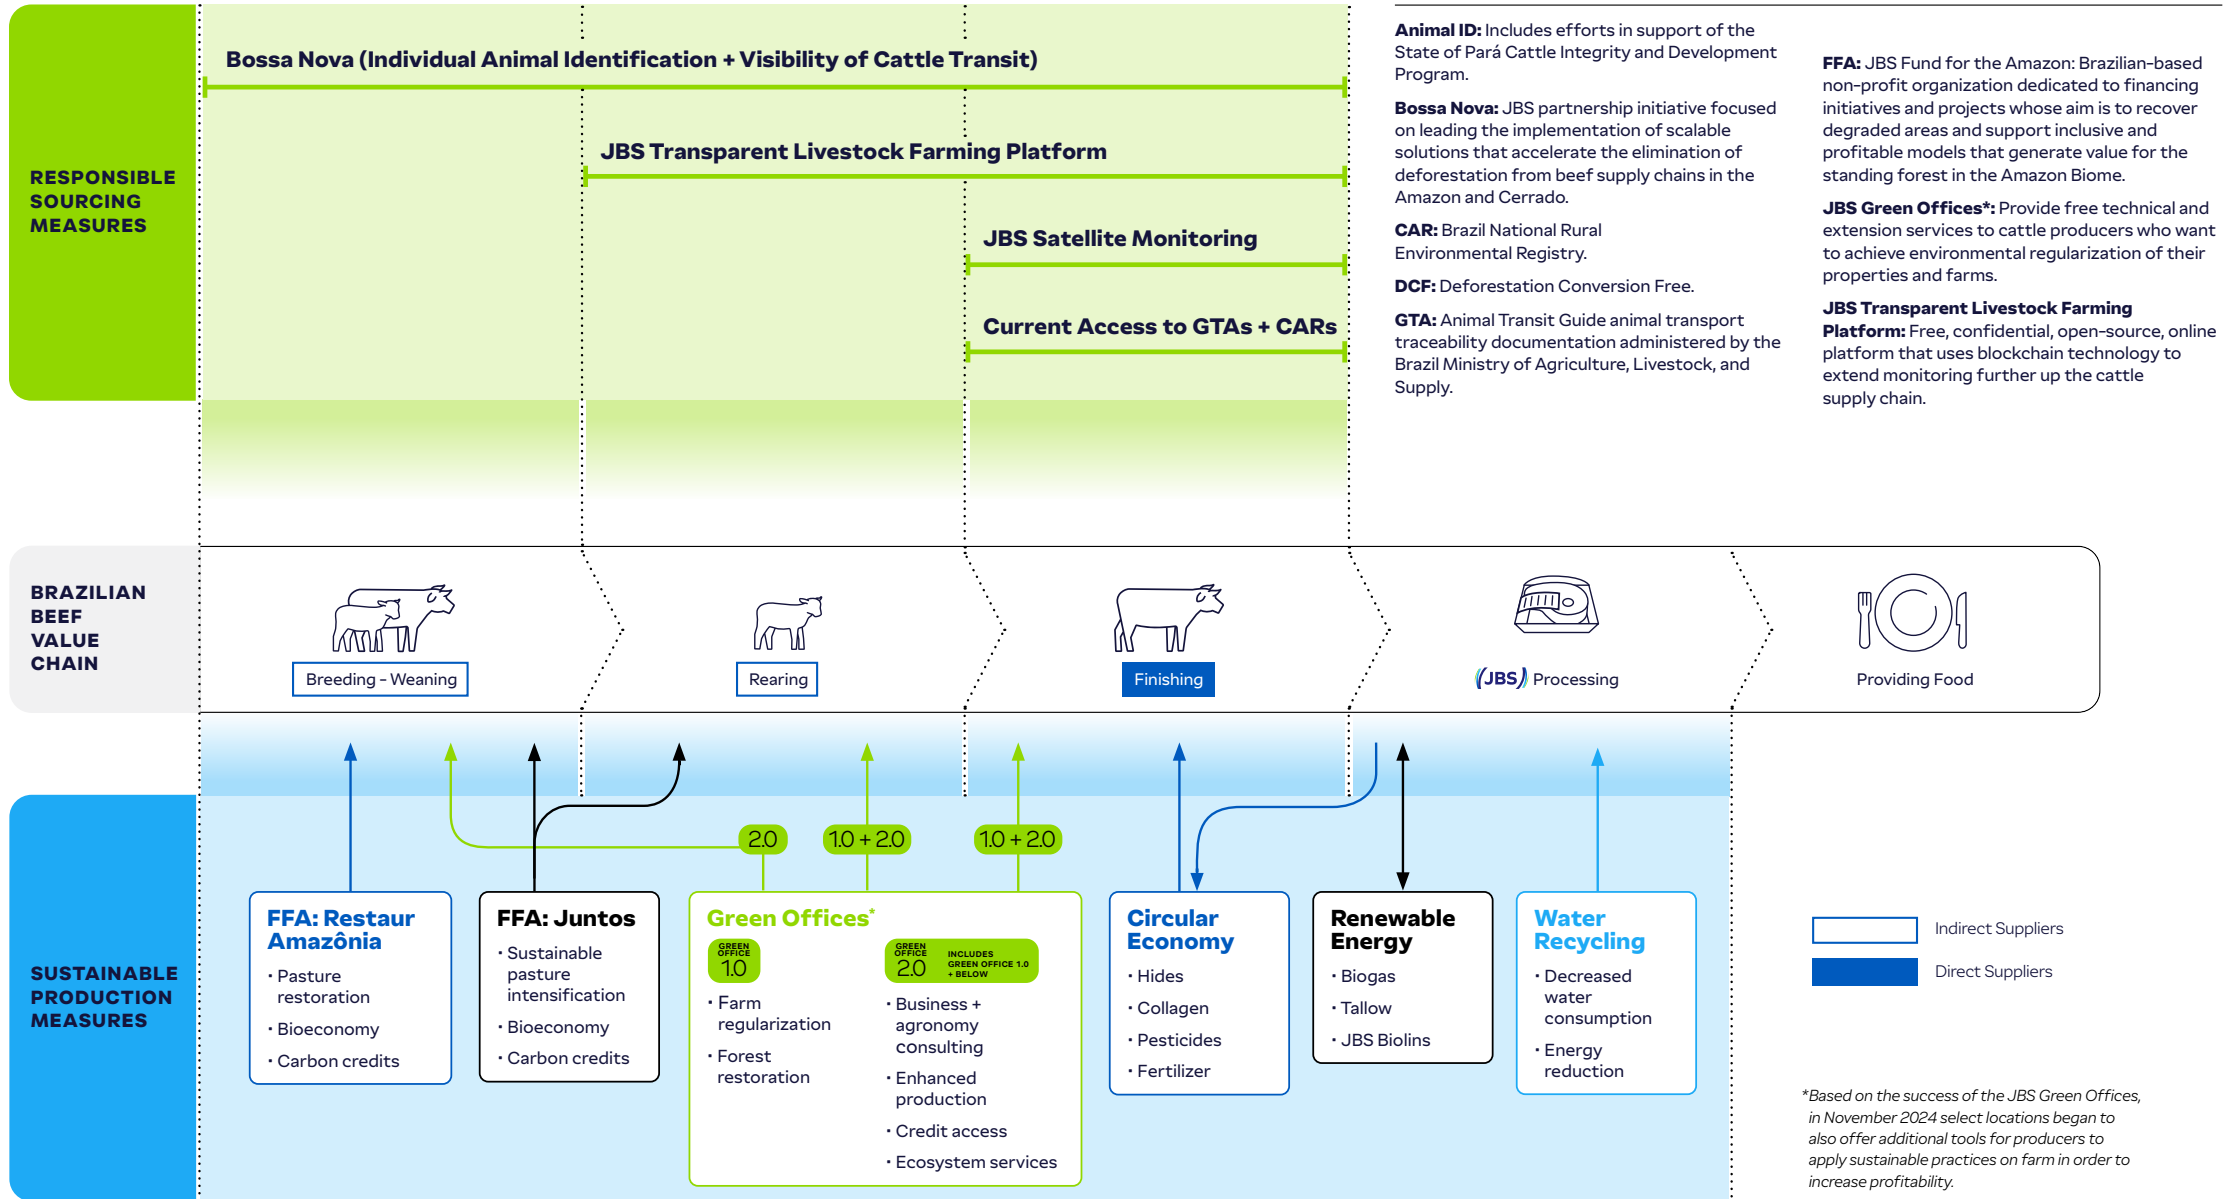 RESPONSIBLE
SOURCING
MEASURES
Bossa Nova (Individual Animal Identification + Visibility of Cattle Transit)
JBS Transparent Livestock Farming Platform
JBS Satellite Monitoring
Current Access to GTAs + CARs
Animal ID: Includes efforts in support of the
State of Pará Cattle Integrity and Development
Program.
Bossa Nova: JBS partnership initiative focused
on leading the implementation of scalable
solutions that accelerate the elimination of
deforestation from beef supply chains in the
Amazon and Cerrado.
CAR: Brazil National Rural
Environmental Registry.
DCF: Deforestation Conversion Free.
GTA: Animal Transit Guide animal transport
traceability documentation administered by the
Brazil Ministry of Agriculture, Livestock, and
Supply.
FFA: JBS Fund for the Amazon: Brazilian-based
non-profit organization dedicated to financing
initiatives and projects whose aim is to recover
degraded areas and support inclusive and
profitable models that generate value for the
standing forest in the Amazon Biome.
JBS Green Offices*: Provide free technical and
extension services to cattle producers who want
to achieve environmental regularization of their
properties and farms.
JBS Transparent Livestock Farming
Platform: Free, confidential, open-source, online
platform that uses blockchain technology to
extend monitoring further up the cattle
supply chain.
BRAZILIAN
BEEF
VALUE
CHAIN
Breeding - Weaning
Rearing
Finishing
(JBS) Processing
Providing Food
SUSTAINABLE
PRODUCTION
MEASURES
2.0
1.0 + 2.0
1.0 + 2.0
FFA: Restaur
Amazônia
· Pasture
restoration
· Bioeconomy
· Carbon credits
FFA: Juntos
· Sustainable
pasture
intensification
· Bioeconomy
· Carbon credits
Green Offices*
GREEN
OFFICE
1.0
· Farm
regularization
· Forest
restoration
GREEN
OFFICE
2.0
INCLUDES
GREEN OFFICE 1.0
+ BELOW
· Business +
agronomy
consulting
· Enhanced
production
· Credit access
· Ecosystem services
Circular
Economy
· Hides
· Collagen
· Pesticides
· Fertilizer
Renewable
Energy
· Biogas
· Tallow
· JBS Biolins
Water
Recycling
· Decreased
water
consumption
· Energy
reduction
Indirect Suppliers
Direct Suppliers
*Based on the success of the JBS Green Offices,
in November 2024 select locations began to
also offer additional tools for producers to
apply sustainable practices on farm in order to
increase profitability.